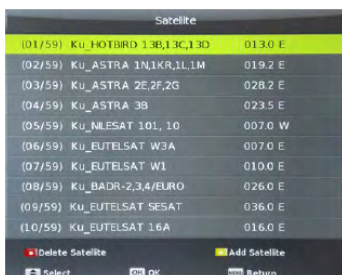 Satellite
(01/59) Ku_HOTBIRD 13B,13C,13D 013.0 E
(02/59) Ku_ASTRA 1N,1KR,1L,1M 019.2 E
(03/59) Ku_ASTRA 2E,2F,2G 028.2 E
(04/59) Ku_ASTRA 3B 023.5 E
(05/59) Ku_NILESAT 101, 10 007.0 W
(06/59) Ku_EUTELSAT W3A 007.0 E
(07/59) Ku_EUTELSAT W1 010.0 E
(08/59) Ku_BADR-2,3,4/EURO 026.0 E
(09/59) Ku_EUTELSAT SESAT 036.0 E
(10/59) Ku_EUTELSAT 16A 016.0 E
Delete Satellite Add Satellite
Select OK OK MENU Return